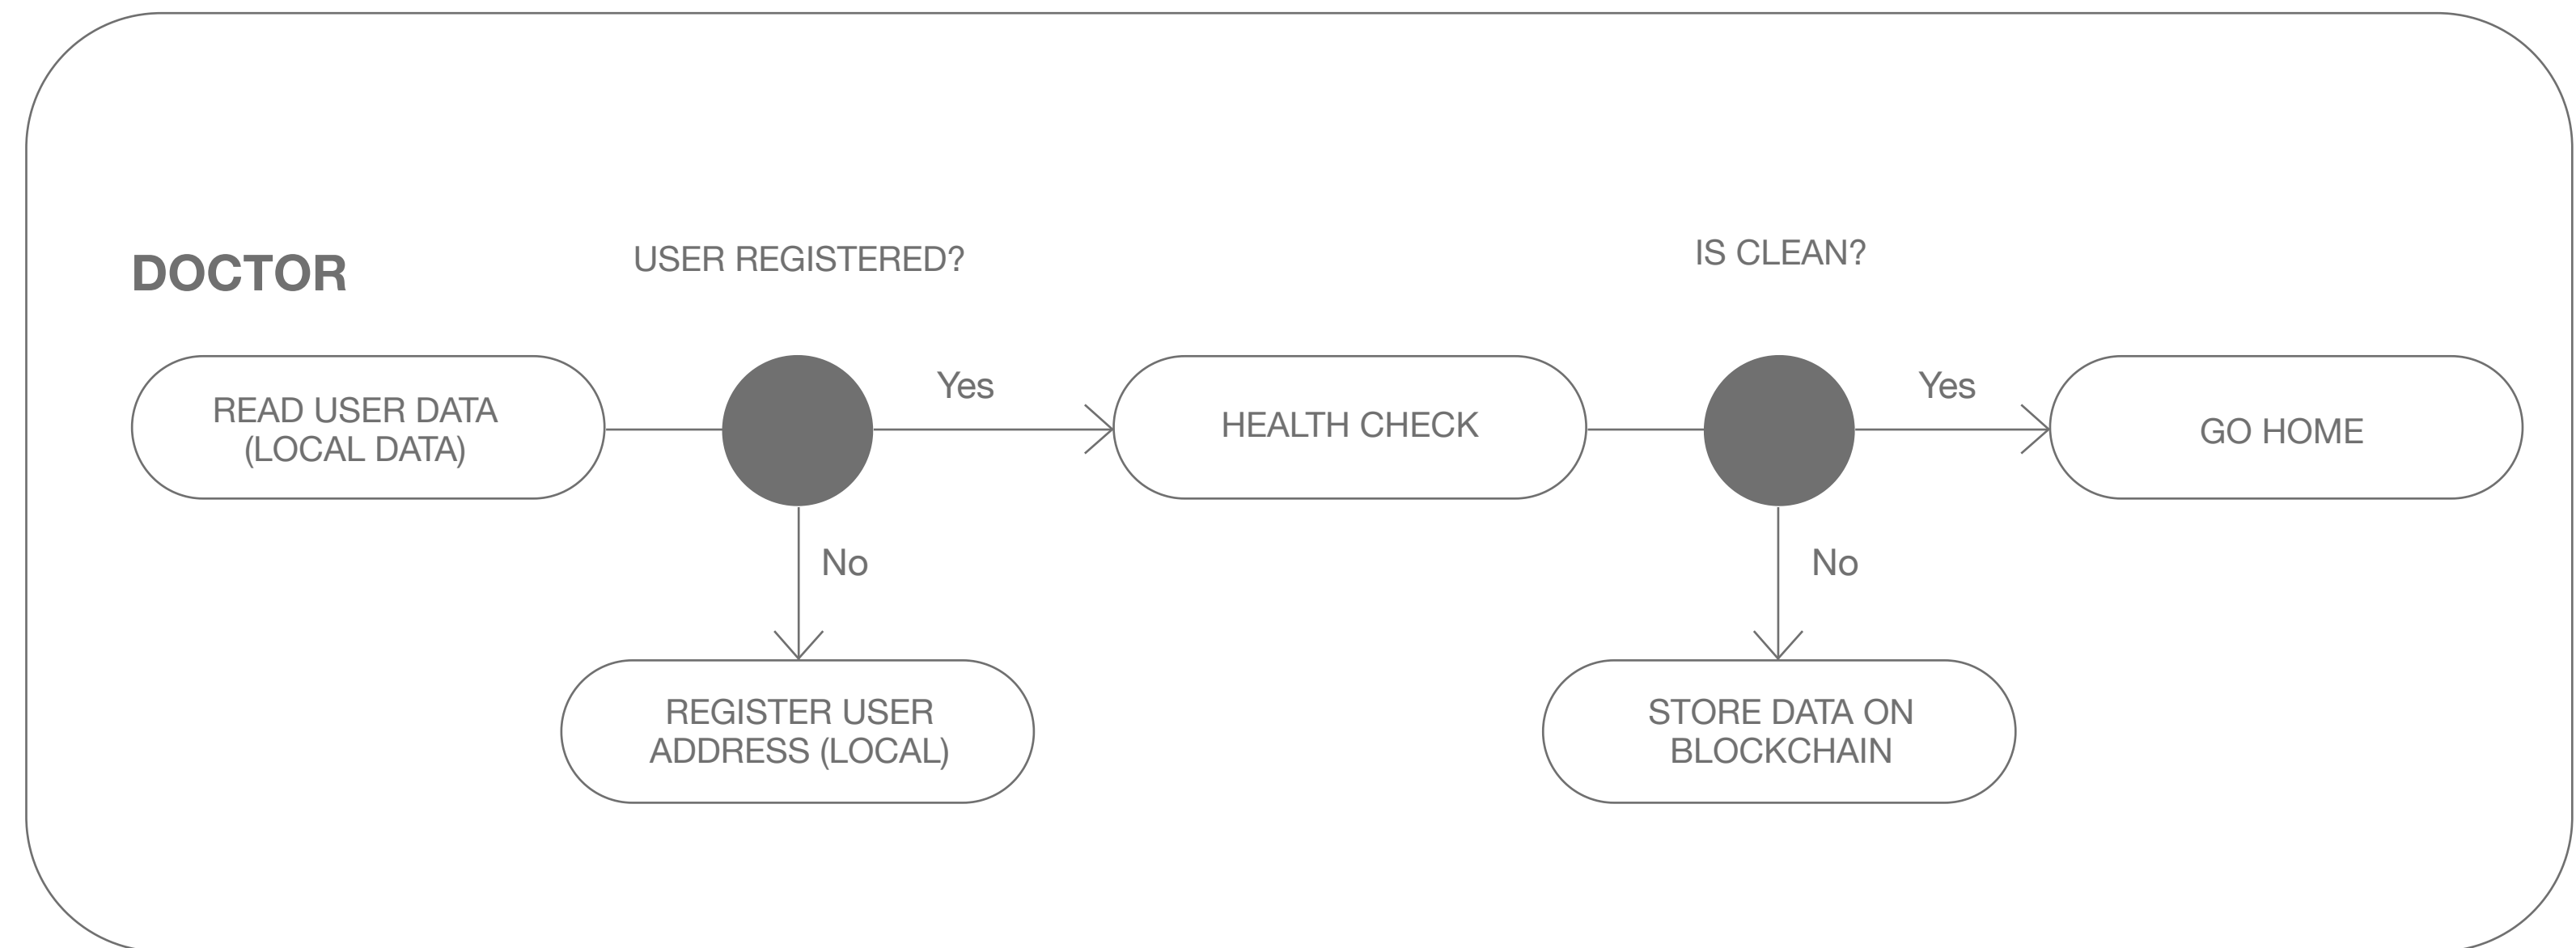 DOCTOR
USER REGISTERED?
IS CLEAN?
READ USER DATA
(LOCAL DATA)
Yes
HEALTH CHECK
Yes
GO HOME
No
No
REGISTER USER
ADDRESS (LOCAL)
STORE DATA ON
BLOCKCHAIN